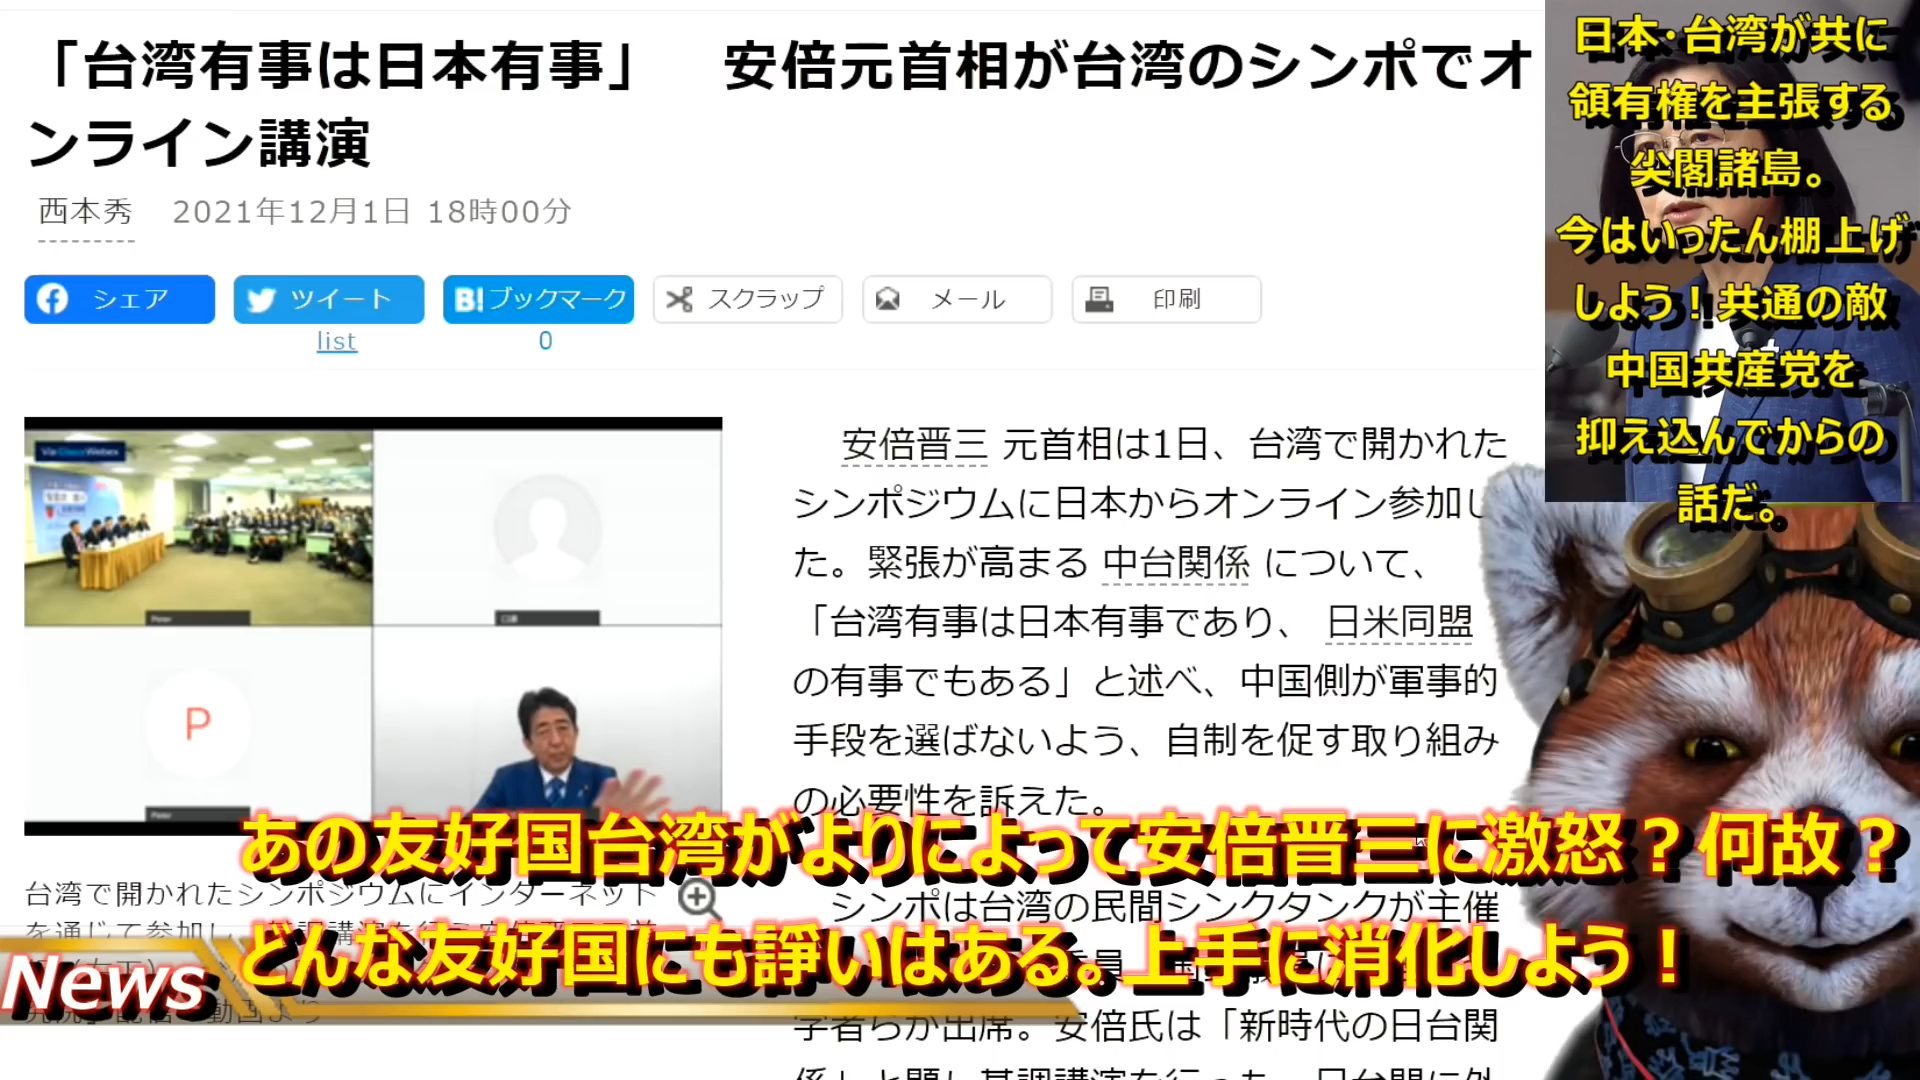 「台湾有事は日本有事」　安倍元首相が台湾のシンポでオ
ンライン講演
西本秀　2021年12月1日 18時00分
シェア
ツイート
B!ブックマーク
スクラップ
メール
印刷
list
0
日本・台湾が共に
領有権を主張する
尖閣諸島。
今はいったん棚上げ
しよう！共通の敵
中国共産党を
抑え込んでからの
話だ。
P
安倍晋三 元首相は1日、台湾で開かれた
シンポジウムに日本からオンライン参加し
た。緊張が高まる 中台関係 について、
「台湾有事は日本有事であり、 日米同盟
の有事でもある」と述べ、中国側が軍事的
手段を選ばないよう、自制を促す取り組み
の必要性を訴えた。
シンポは台湾の民間シンクタンクが主催
学者らが出席。安倍氏は「新時代の日台関
台湾で開かれたシンポジウムにインターネット
を通じて参加し、
あの友好国台湾がよりによって安倍晋三に激怒？何故？
どんな友好国にも諍いはある。上手に消化しよう！
News